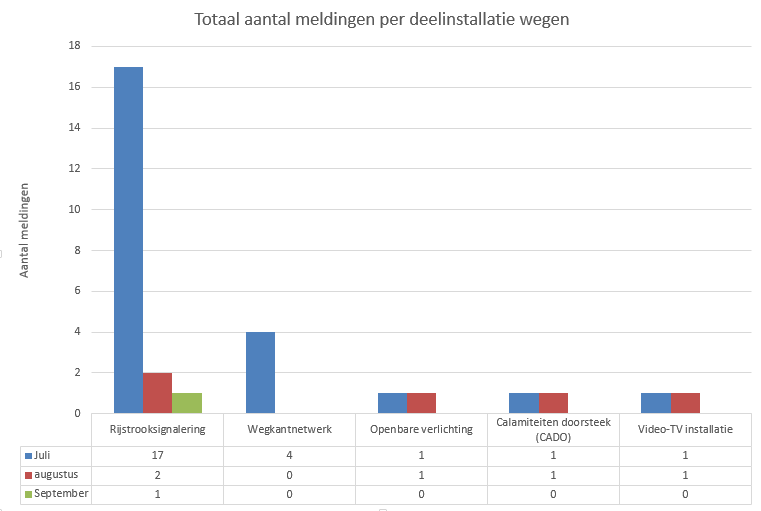 Totaal aantal meldingen per deelinstallatie wegen
18
16
14
12
10
8
6
4
2
0
Aantal meldingen
Rijstrooksignalering Wegkantnetwerk Openbare verlichting Calamiteiten doorsteek (CADO) Video-TV installatie
Juli 17 4 1 1 1
augustus 2 0 1 1 1
September 1 0 0 0 0